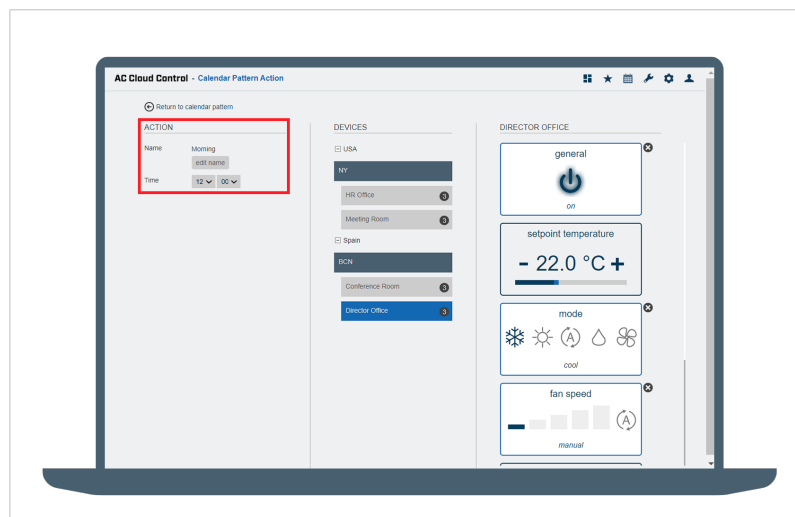 AC Cloud Control - Calendar Pattern Action
Return to calendar pattern
ACTION
Name Morning
edit name
Time 12 00
DEVICES
USA
NY
HR Office 3
Meeting Room 3
Spain
BCN
Conference Room 3
Director Office 3
DIRECTOR OFFICE
general
on
setpoint temperature
- 22.0 °C +
mode
A
cool
fan speed
A
manual